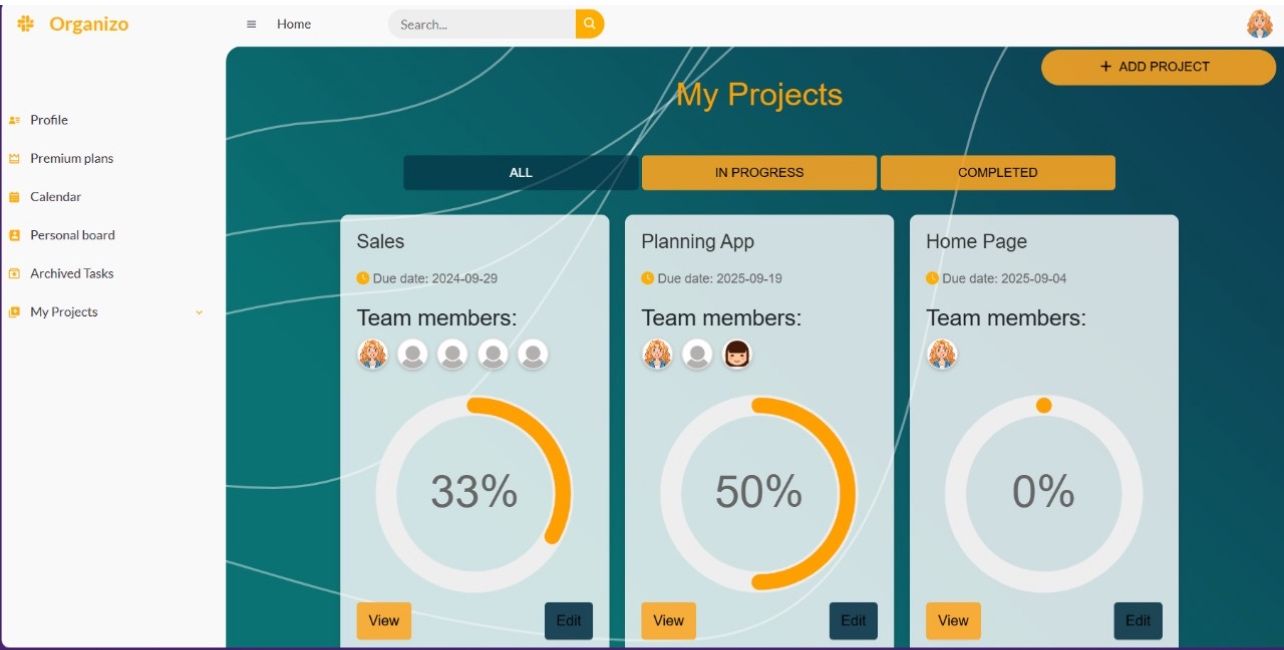 Organizo
Home
Search...
+ ADD PROJECT
Profile
Premium plans
Calendar
Personal board
Archived Tasks
My Projects
My Projects
ALL
IN PROGRESS
COMPLETED
Sales
Due date: 2024-09-29
Team members:
33%
View
Edit
Planning App
Due date: 2025-09-19
Team members:
50%
View
Edit
Home Page
Due date: 2025-09-04
Team members:
0%
View
Edit